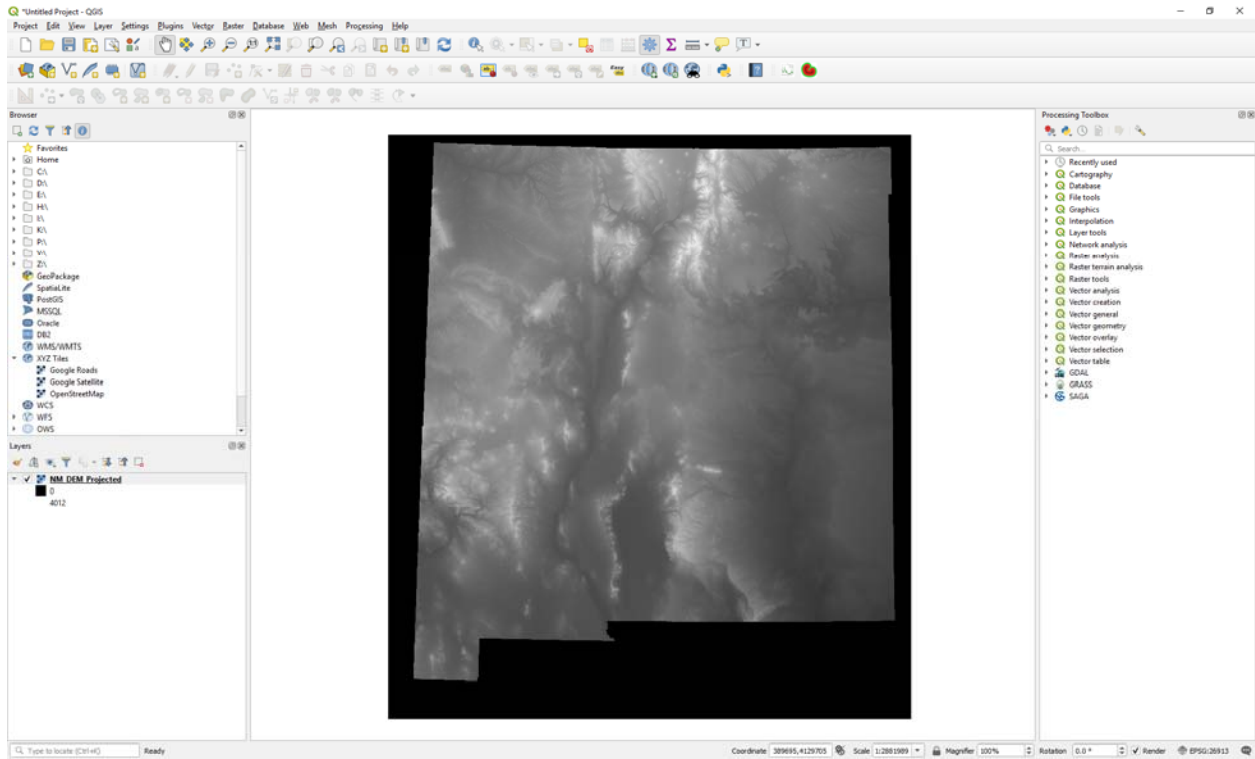 *Untitled Project - QGIS
Project Edit View Layer Settings Plugins Vector Raster Database Web Mesh Processing Help
Browser
Favorites
Home
C:\
D:\
E:\
H:\
I:\
K:\
P:\
V:\
Z:\
GeoPackage
SpatiaLite
PostGIS
MSSQL
Oracle
DB2
WMS/WMTS
XYZ Tiles
Google Roads
Google Satellite
OpenStreetMap
WCS
WFS
OWS
Layers
NM_DEM_Projected
0
4012
Processing Toolbox
Search...
Recently used
Cartography
Database
File tools
Graphics
Interpolation
Layer tools
Network analysis
Raster analysis
Raster terrain analysis
Raster tools
Vector analysis
Vector creation
Vector general
Vector geometry
Vector overlay
Vector selection
Vector table
GDAL
GRASS
SAGA
Type to locate (Ctrl+K) Ready Coordinate 389695,4129705 Scale 1:2881989 Magnifier 100% Rotation 0.0 ° Render EPSG:26913